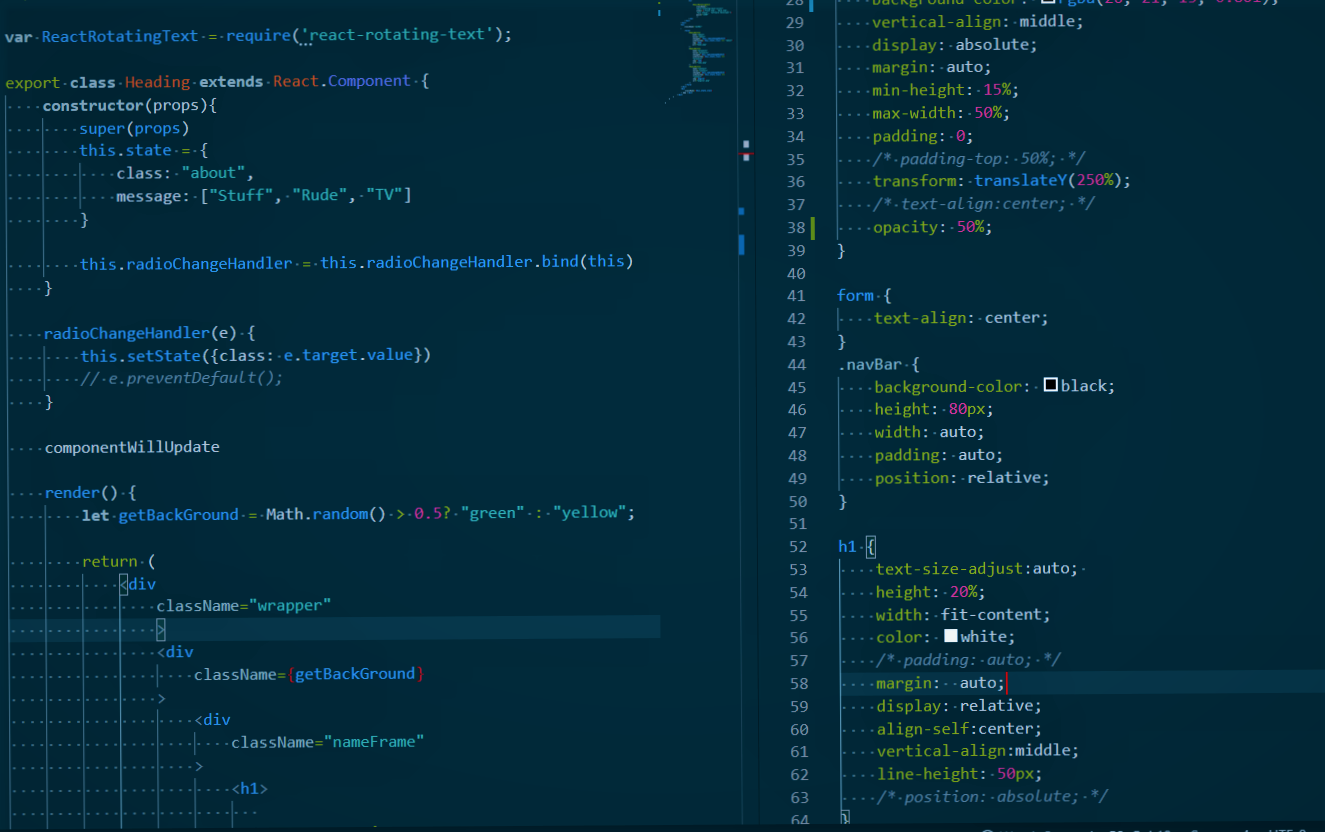 var ReactRotatingText = require('react-rotating-text');
export class Heading extends React.Component {
constructor(props){
super(props)
this.state = {
class: "about",
message: ["Stuff", "Rude", "TV"]
}
this.radioChangeHandler = this.radioChangeHandler.bind(this)
}
radioChangeHandler(e) {
this.setState({class: e.target.value})
// e.preventDefault();
}
componentWillUpdate
render() {
let getBackGround = Math.random() > 0.5? "green" : "yellow";
return (
<div
className="wrapper"
>
<div
className={getBackGround}
>
<div
className="nameFrame"
>
<h1>
28 background-color:
29 vertical-align: middle;
30 display: absolute;
31 margin: auto;
32 min-height: 15%;
33 max-width: 50%;
34 padding: 0;
35 /* padding-top: 50%; */
36 transform: translateY(250%);
37 /* text-align:center; */
38 opacity: 50%;
39 }
40
41 form {
42 text-align: center;
43 }
44 .navBar {
45 background-color: black;
46 height: 80px;
47 width: auto;
48 padding: auto;
49 position: relative;
50 }
51
52 h1 {
53 text-size-adjust:auto;
54 height: 20%;
55 width: fit-content;
56 color: white;
57 /* padding: auto; */
58 margin:  auto;
59 display: relative;
60 align-self:center;
61 vertical-align:middle;
62 line-height: 50px;
63 /* position: absolute; */
64 }